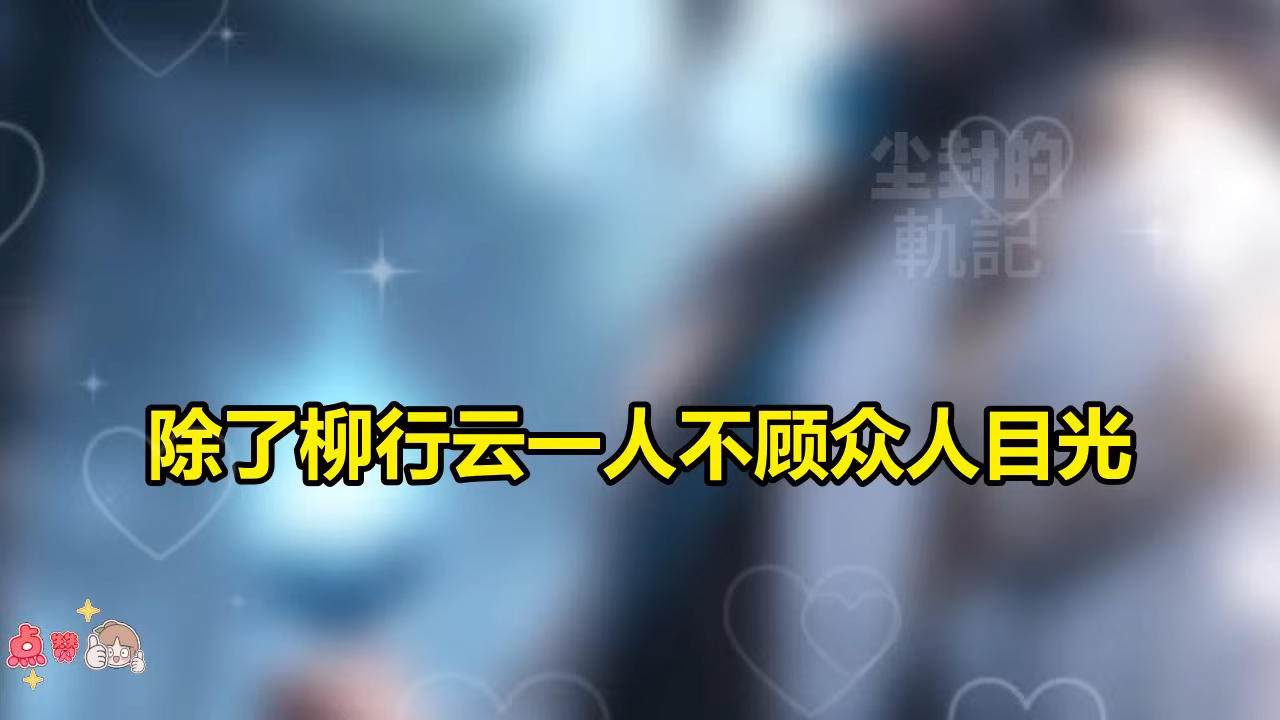 尘封的
軌記
除了柳行云一人不顾众人目光
点赞